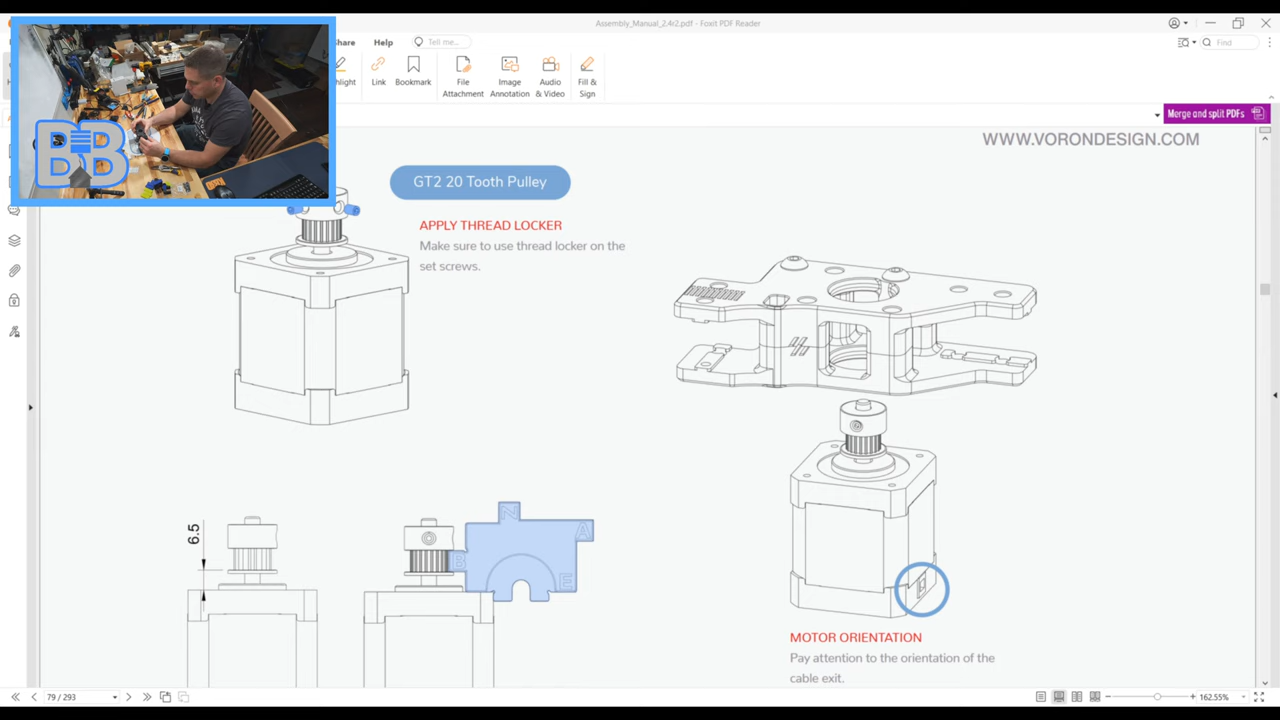 Assembly_Manual_2.4r2.pdf - Foxit PDF Reader
Share
Help
Tell me...
Find
Link
Bookmark
File
Attachment
Image
Annotation
Audio
& Video
Fill &
Sign
Merge and split PDFs
WWW.VORONDESIGN.COM
BB
GT2 20 Tooth Pulley
APPLY THREAD LOCKER
Make sure to use thread locker on the
set screws.
6.5
N
A
B
E
MOTOR ORIENTATION
Pay attention to the orientation of the
cable exit.
79 / 293
162.55%